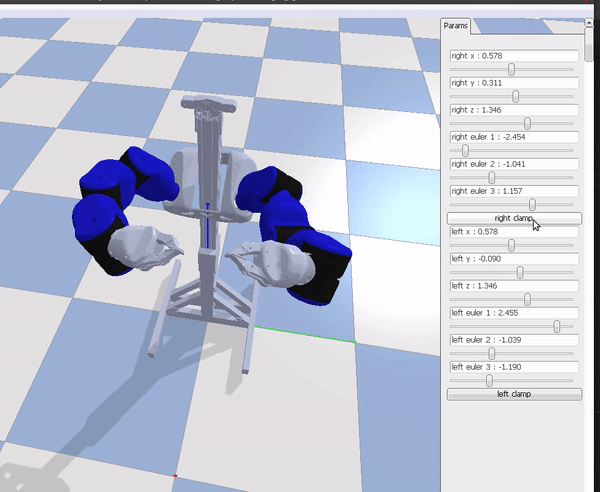 Params
right x : 0.578
right y : 0.311
right z : 1.346
right euler 1 : -2.454
right euler 2 : -1.041
right euler 3 : 1.157
right clamp
left x : 0.578
left y : -0.090
left z : 1.346
left euler 1 : 2.455
left euler 2 : -1.039
left euler 3 : -1.190
left clamp